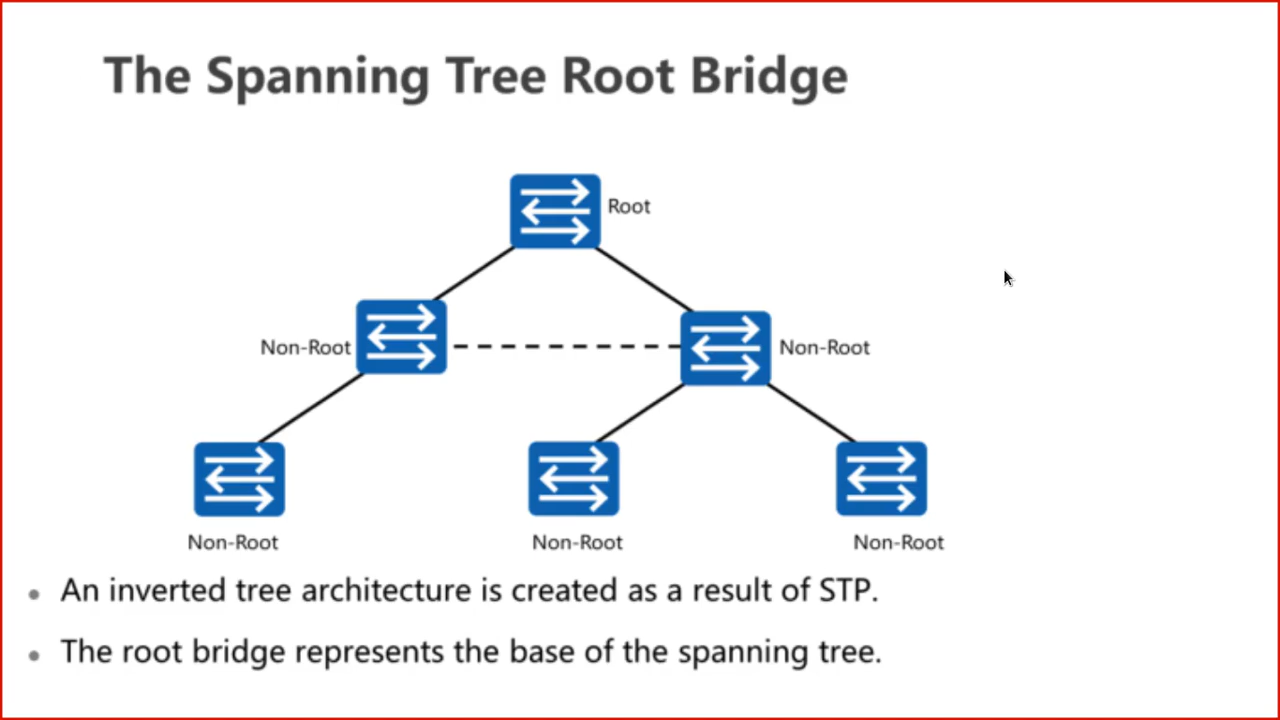 The Spanning Tree Root Bridge
Root
Non-Root
Non-Root
Non-Root
Non-Root
Non-Root
An inverted tree architecture is created as a result of STP.
The root bridge represents the base of the spanning tree.